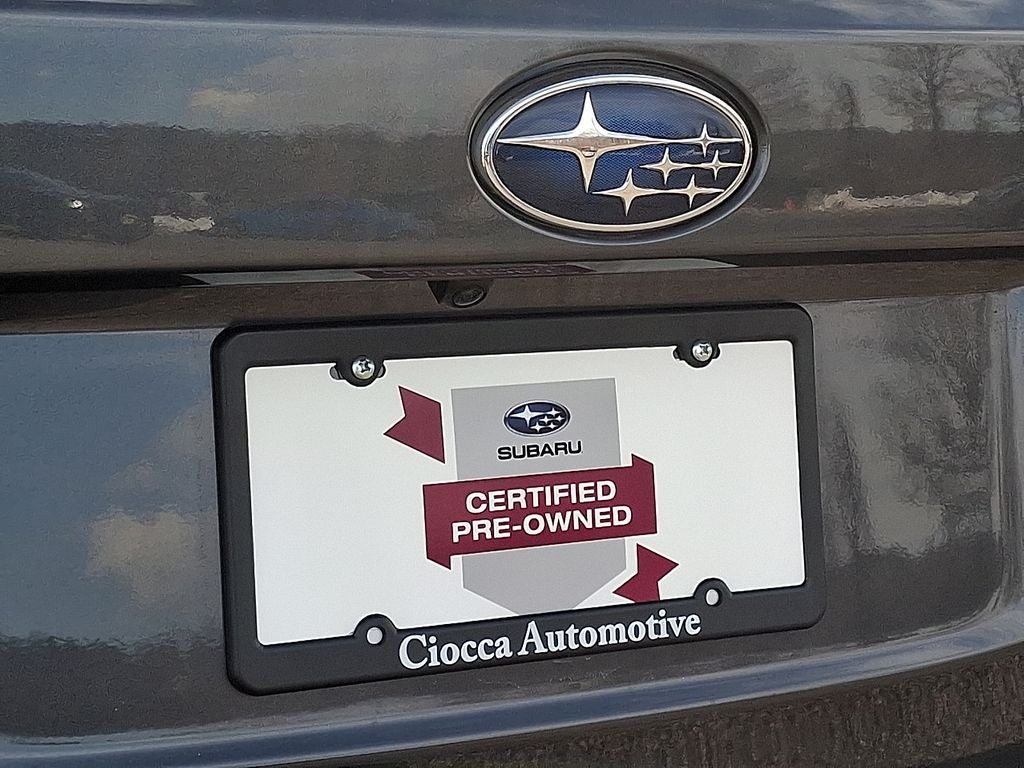 SUBARU
CERTIFIED
PRE-OWNED
Ciocca Automotive